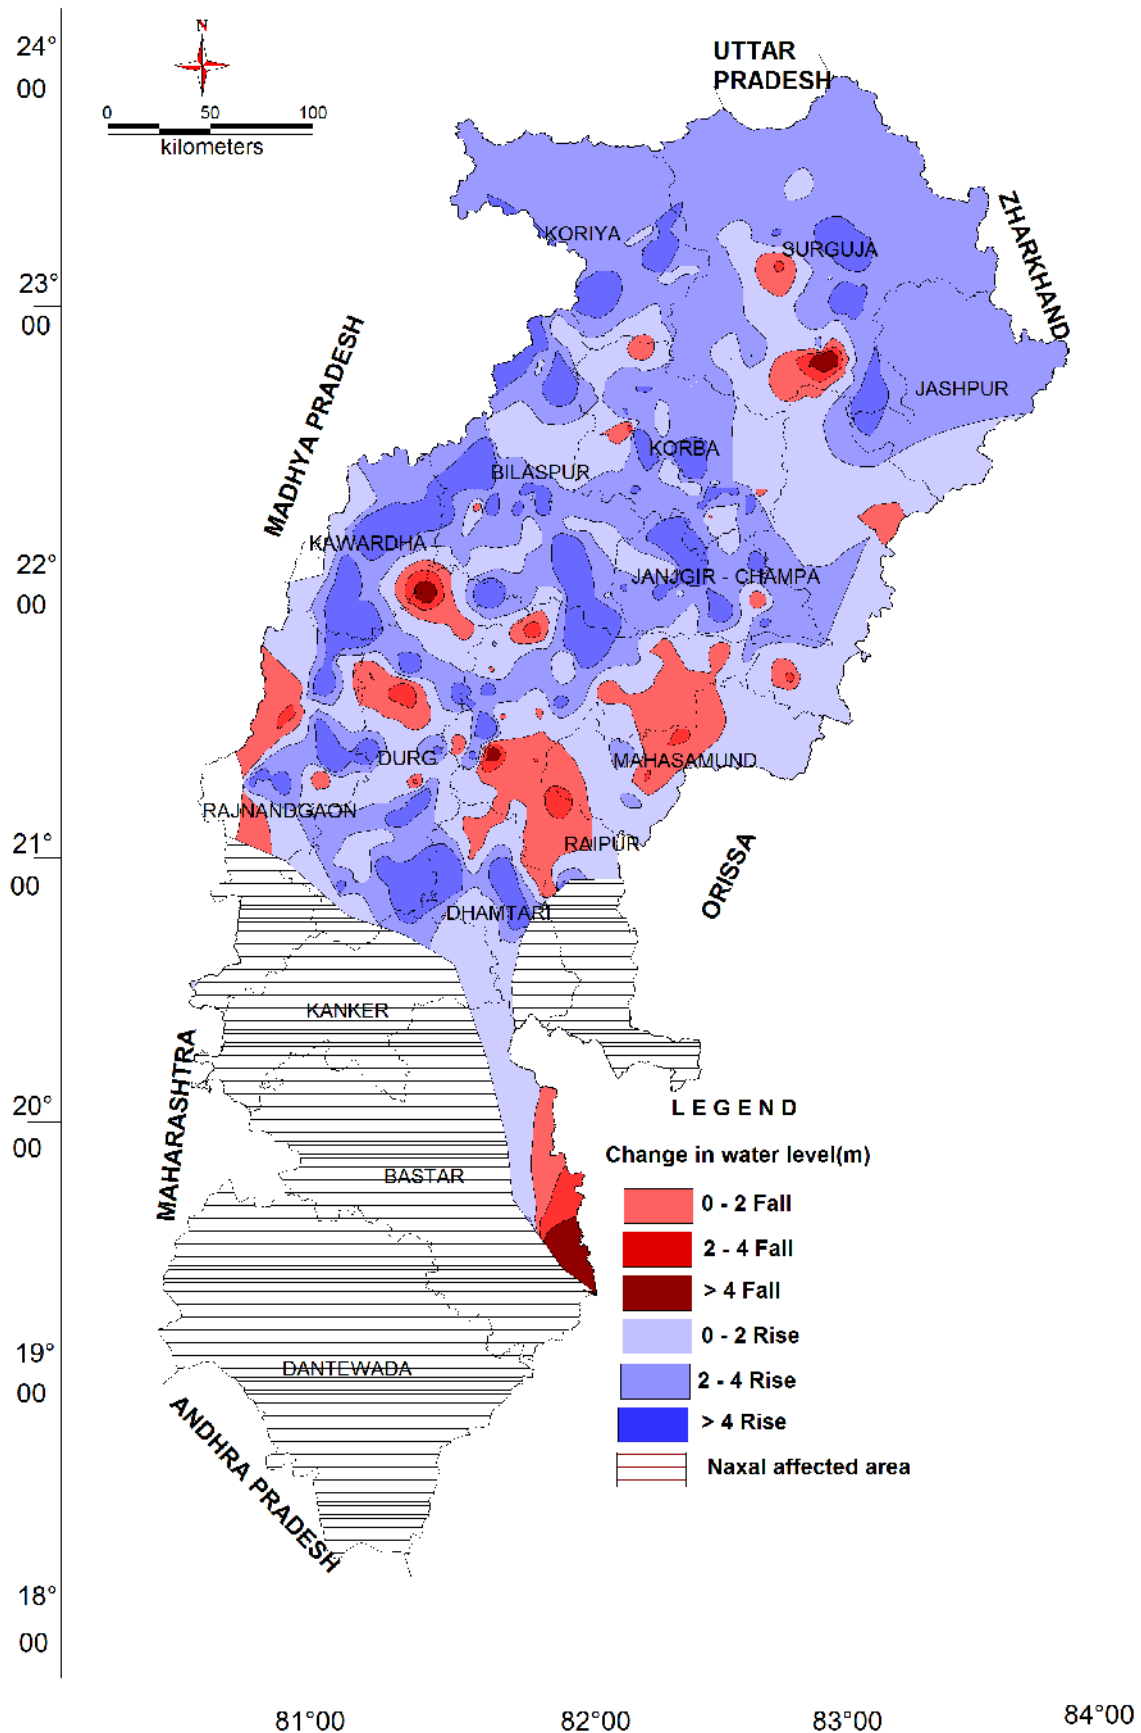 N
24°
00
0 50 100
kilometers
UTTAR
PRADESH
ZHARKHAND
KORIYA
SURGUJA
23°
00
MADHYA PRADESH
JASHPUR
KORBA
BILASPUR
KAWARDHA
22°
00
JANJGIR - CHAMPA
DURG
MAHASAMUND
RAJNANDGAON
RAIPUR
21°
00
ORISSA
DHAMTARI
KANKER
MAHARASHTRA
20°
00
BASTAR
LEGEND
Change in water level(m)
0 - 2 Fall
2 - 4 Fall
> 4 Fall
0 - 2 Rise
2 - 4 Rise
> 4 Rise
Naxal affected area
19°
00
DANTEWADA
ANDHRA PRADESH
18°
00
81°00 82°00 83°00 84°00